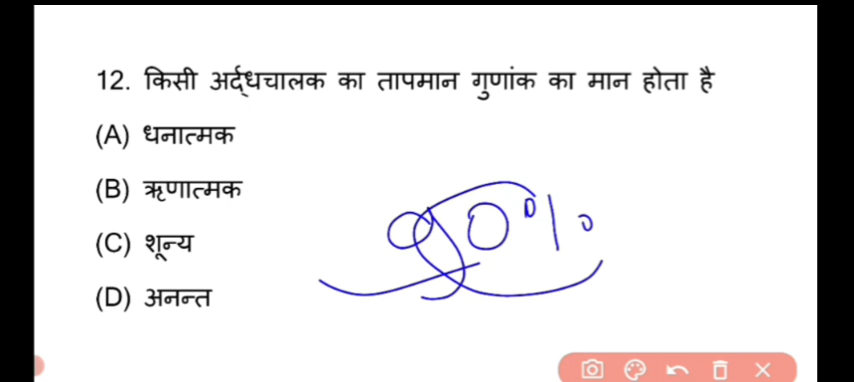 12. किसी अर्द्धचालक का तापमान गुणांक का मान होता है
(A) धनात्मक
(B) ऋणात्मक
(C) शून्य
(D) अनन्त
90%